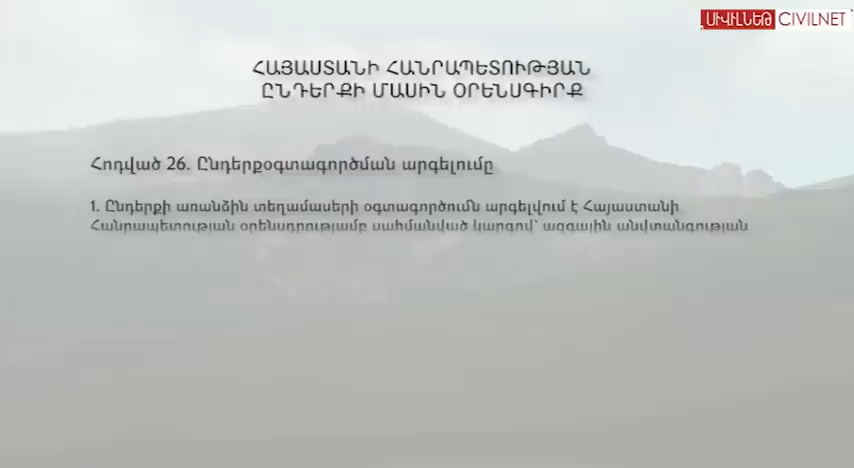 ՍԻՎԻԼՆԵԹ CIVILNET
ՀԱՅԱՍՏԱՆԻ ՀԱՆՐԱՊԵՏՈՒԹՅԱՆ
ԸՆԴԵՐՔԻ ՄԱՍԻՆ ՕՐԵՆՍԳԻՐՔ
Հոդված 26. Ընդերքօգտագործման արգելումը
1. Ընդերքի առանձին տեղամասերի օգտագործումն արգելվում է Հայաստանի
Հանրապետության օրենսդրությամբ սահմանված կարգով՝ ազգային անվտանգության